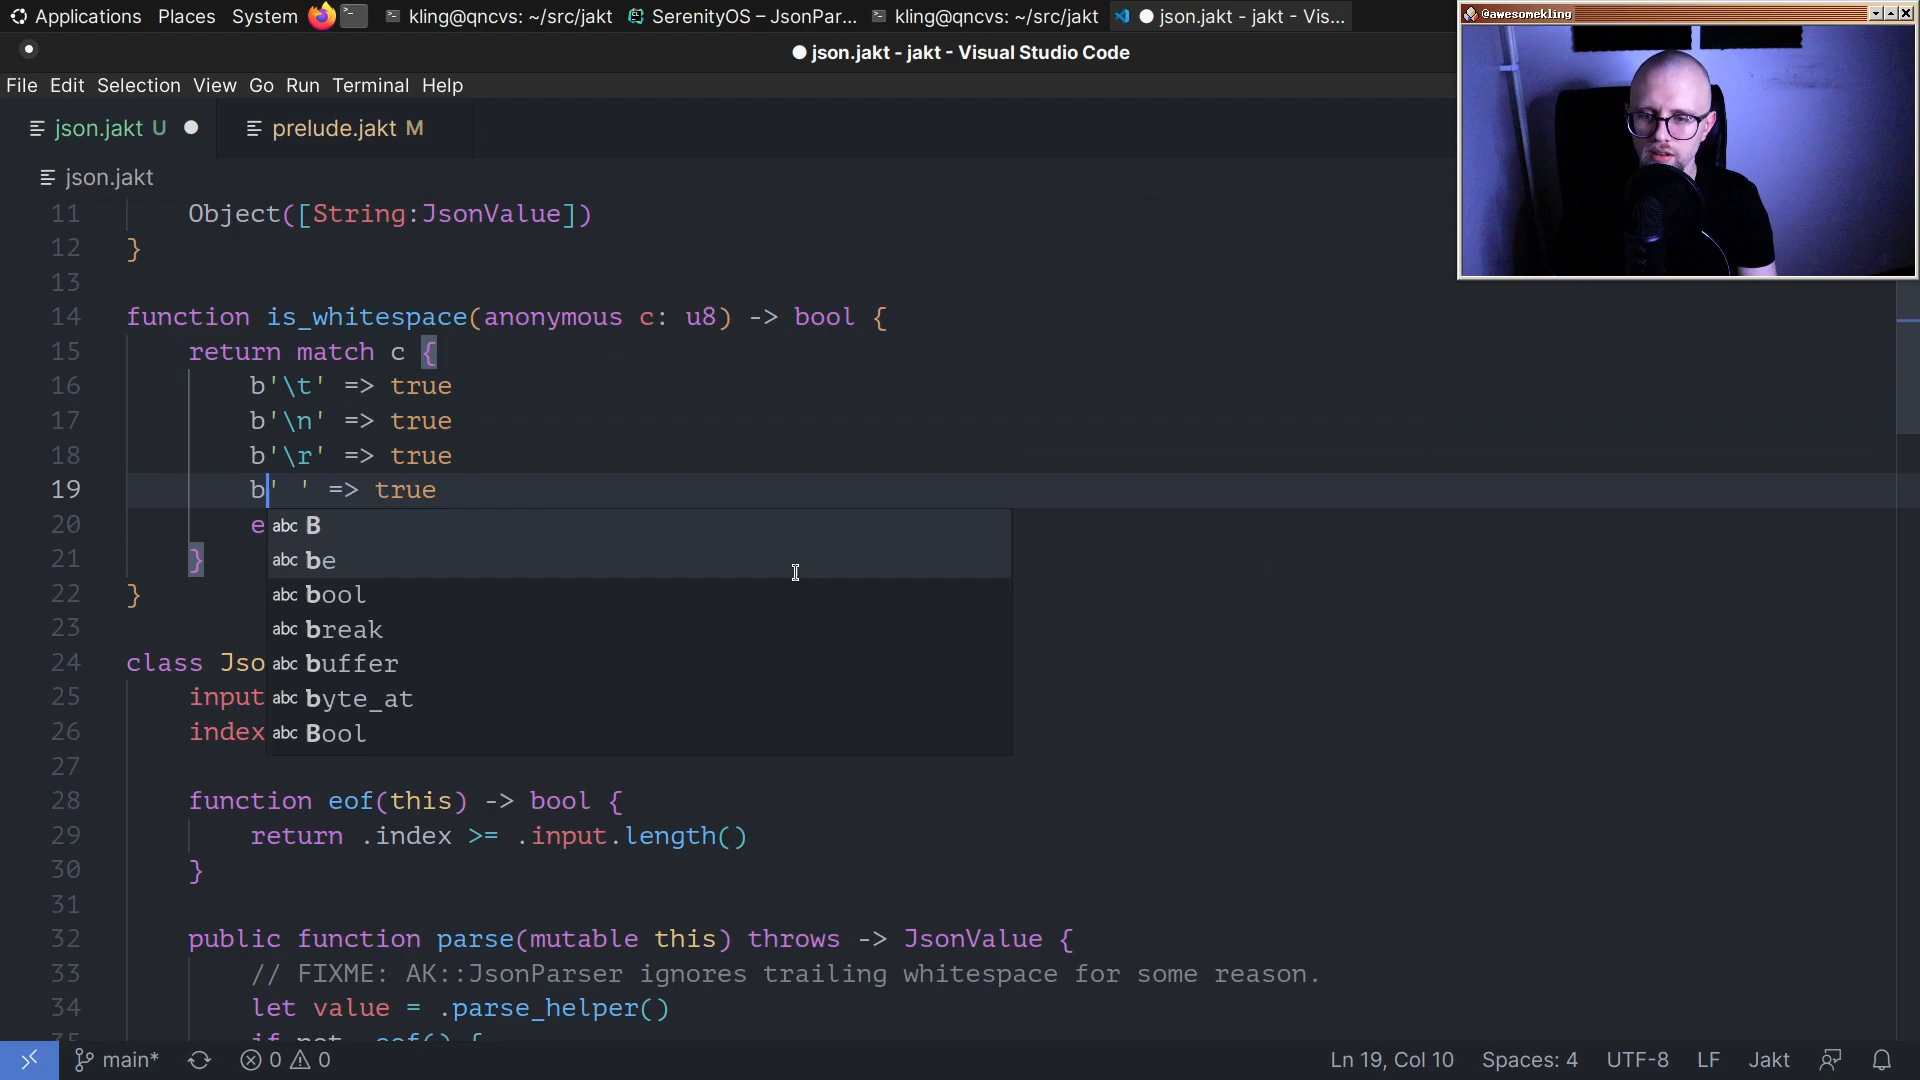 Applications Places System kling@qncvs: ~/src/jakt SerenityOS – JsonPar... kling@qncvs: ~/src/jakt ● json.jakt - jakt - Vis...
@awesomekling
● json.jakt - jakt - Visual Studio Code
File Edit Selection View Go Run Terminal Help
json.jakt U ● prelude.jakt M
json.jakt
11 Object([String:JsonValue])
12 }
13
14 function is_whitespace(anonymous c: u8) -> bool {
15 return match c {
16 b'\t' => true
17 b'\n' => true
18 b'\r' => true
19 b' ' => true
20 e
abc B
abc be
21 }
abc bool
22 }
23
abc break
24 class Jso
abc buffer
25 input
abc byte_at
26 index
abc Bool
27
28 function eof(this) -> bool {
29 return .index >= .input.length()
30 }
31
32 public function parse(mutable this) throws -> JsonValue {
33 // FIXME: AK::JsonParser ignores trailing whitespace for some reason.
34 let value = .parse_helper()
35 if not .eof() {
main* 0 0 Ln 19, Col 10 Spaces: 4 UTF-8 LF Jakt